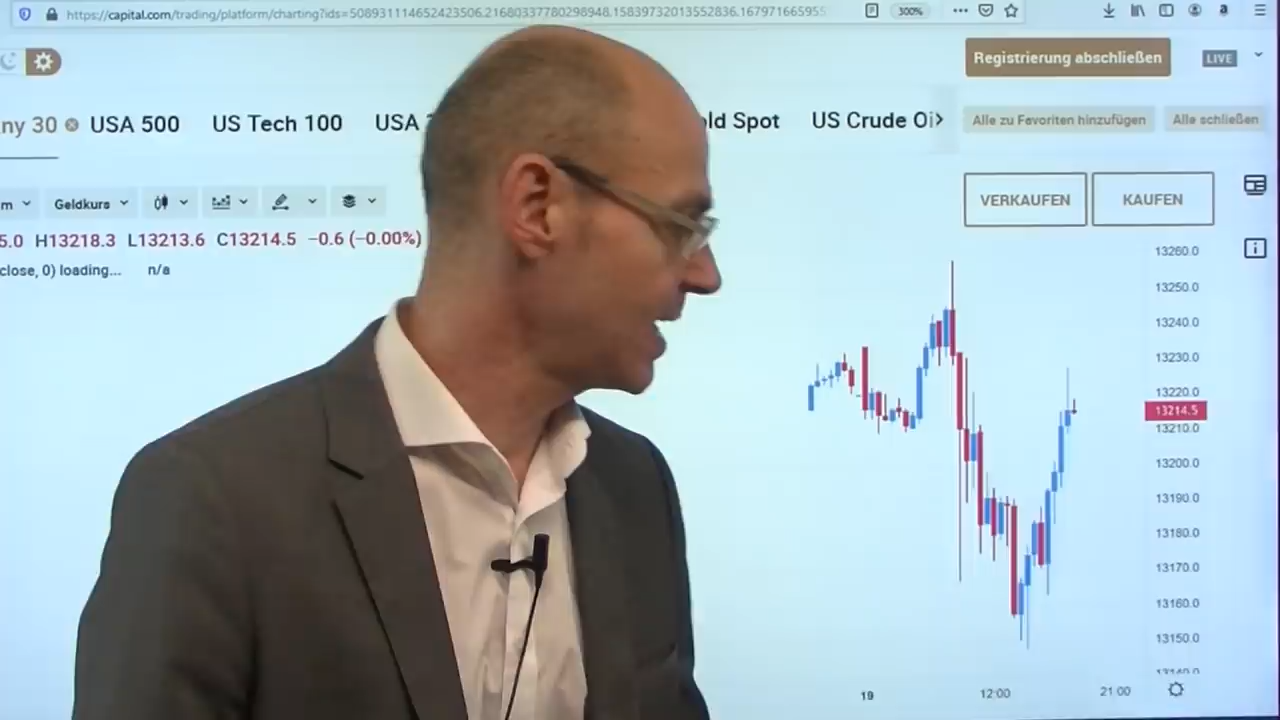 https://capital.com/trading/platform/charting?ids=508931114652423506.21680337780298948.15839732013552836.167971665955
300%
Registrierung abschließen
LIVE
ny 30 USA 500 US Tech 100 USA ld Spot US Crude Oi
Alle zu Favoriten hinzufügen Alle schließen
m Geldkurs
VERKAUFEN KAUFEN
5.0 H13218.3 L13213.6 C13214.5 −0.6 (−0.00%)
close, 0) loading... n/a
13260.0
13250.0
13240.0
13230.0
13220.0
13214.5
13210.0
13200.0
13190.0
13180.0
13170.0
13160.0
13150.0
13140.0
19 12:00 21:00